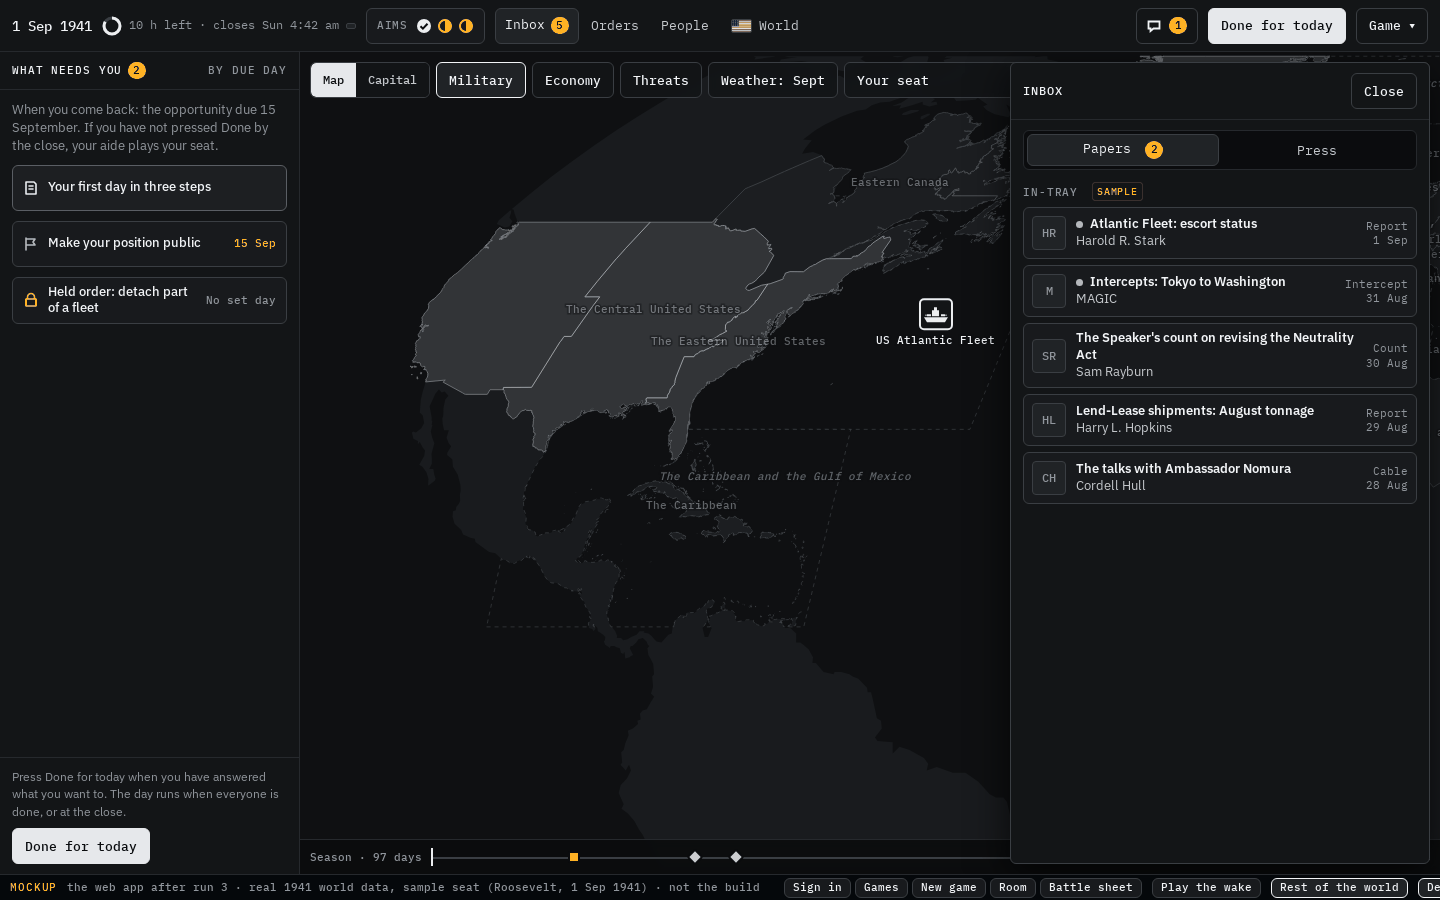 1 Sep 1941
10 h left · closes Sun 4:42 am
AIMS
Inbox 5
Orders
People
World
1
Done for today
Game ▾
WHAT NEEDS YOU 2
BY DUE DAY
When you come back: the opportunity due 15
September. If you have not pressed Done by
the close, your aide plays your seat.
Your first day in three steps
Make your position public
15 Sep
Held order: detach part
of a fleet
No set day
Press Done for today when you have answered
what you want to. The day runs when everyone is
done, or at the close.
Done for today
Map
Capital
Military
Economy
Threats
Weather: Sept
Your seat
Eastern Canada
The Central United States
The Eastern United States
US Atlantic Fleet
The Caribbean and the Gulf of Mexico
The Caribbean
Season · 97 days
INBOX
Close
Papers 2
Press
IN-TRAY
SAMPLE
HR
Atlantic Fleet: escort status
Harold R. Stark
Report
1 Sep
M
Intercepts: Tokyo to Washington
MAGIC
Intercept
31 Aug
SR
The Speaker's count on revising the Neutrality
Act
Sam Rayburn
Count
30 Aug
HL
Lend-Lease shipments: August tonnage
Harry L. Hopkins
Report
29 Aug
CH
The talks with Ambassador Nomura
Cordell Hull
Cable
28 Aug
MOCKUP
the web app after run 3 · real 1941 world data, sample seat (Roosevelt, 1 Sep 1941) · not the build
Sign in
Games
New game
Room
Battle sheet
Play the wake
Rest of the world
De